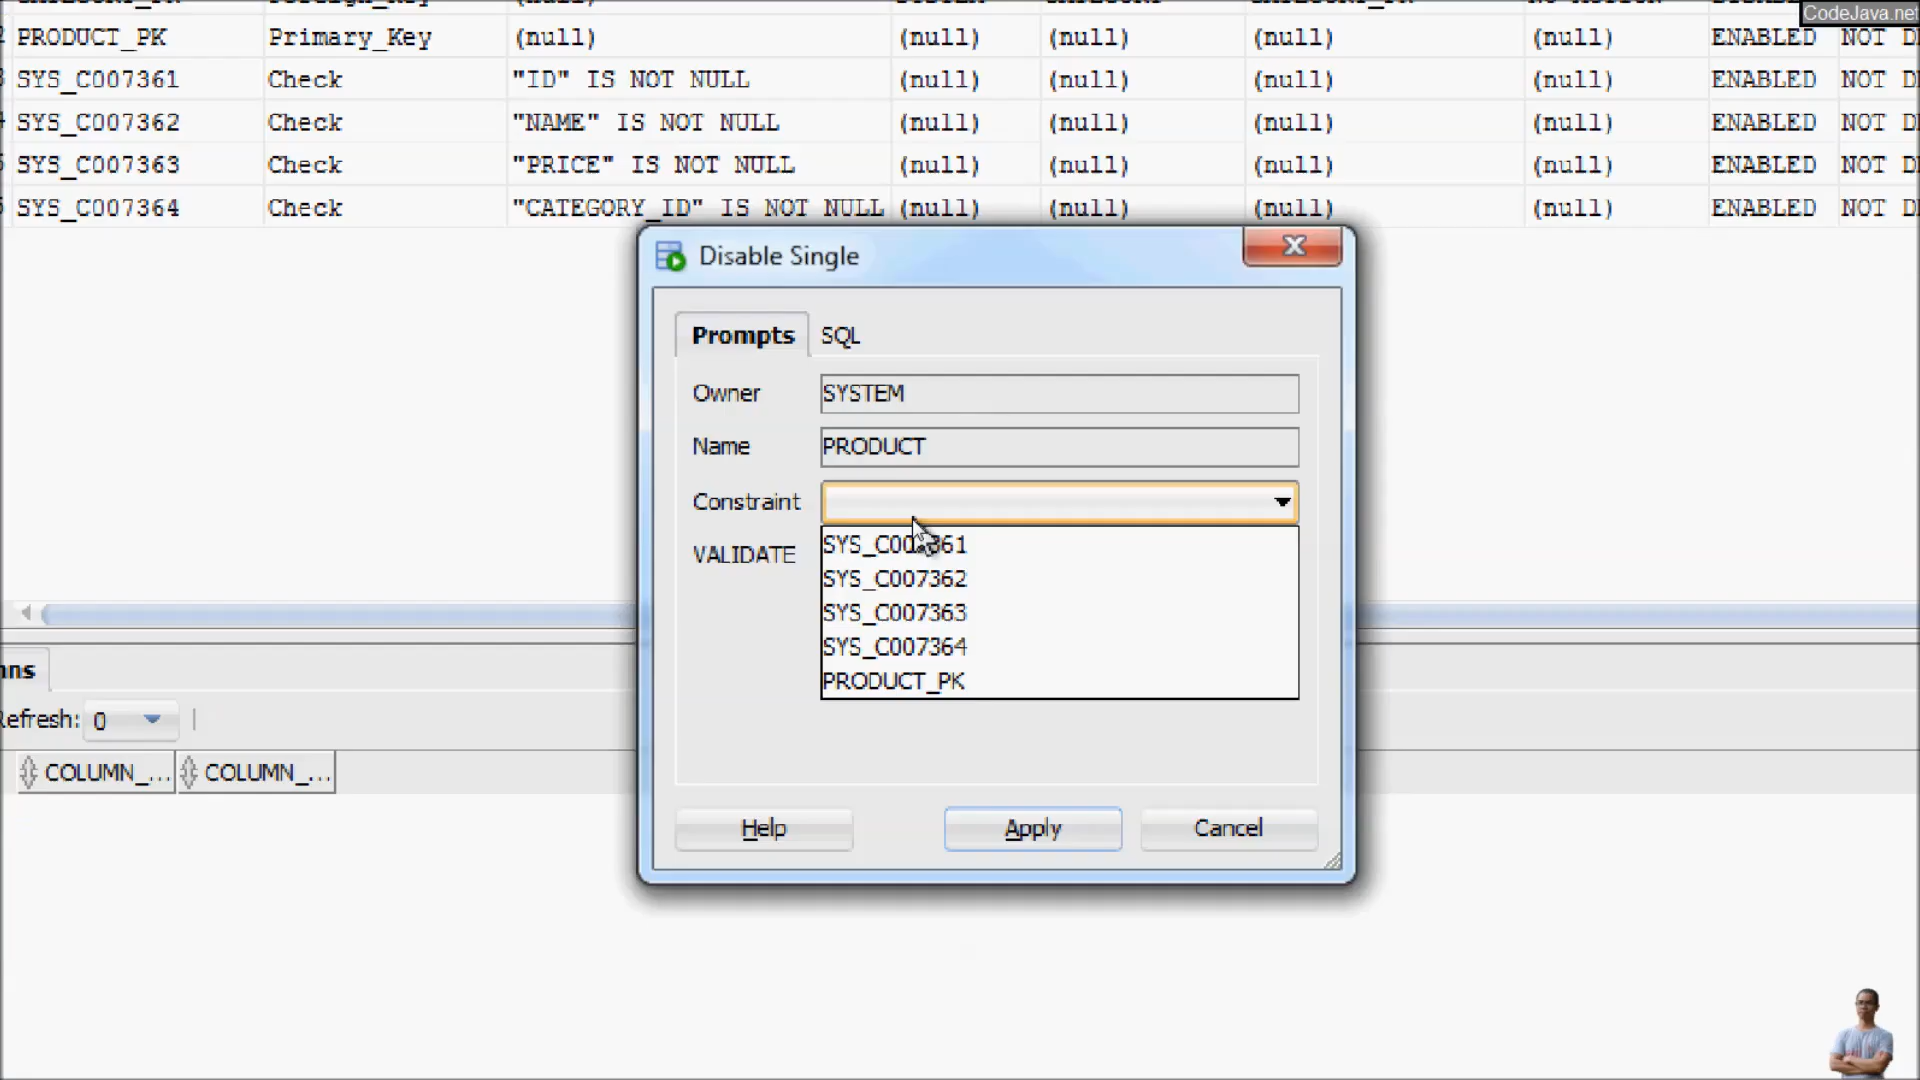 CodeJava.net
PRODUCT_PK Primary_Key (null) (null) (null) (null) (null) ENABLED NOT D
SYS_C007361 Check "ID" IS NOT NULL (null) (null) (null) (null) ENABLED NOT D
SYS_C007362 Check "NAME" IS NOT NULL (null) (null) (null) (null) ENABLED NOT D
SYS_C007363 Check "PRICE" IS NOT NULL (null) (null) (null) (null) ENABLED NOT D
SYS_C007364 Check "CATEGORY_ID" IS NOT NULL (null) (null) (null) (null) ENABLED NOT D
Disable Single
Prompts SQL
Owner SYSTEM
Name PRODUCT
Constraint
VALIDATE
SYS_C007361
SYS_C007362
SYS_C007363
SYS_C007364
PRODUCT_PK
Help Apply Cancel
nns
Refresh: 0
COLUMN_... COLUMN_...